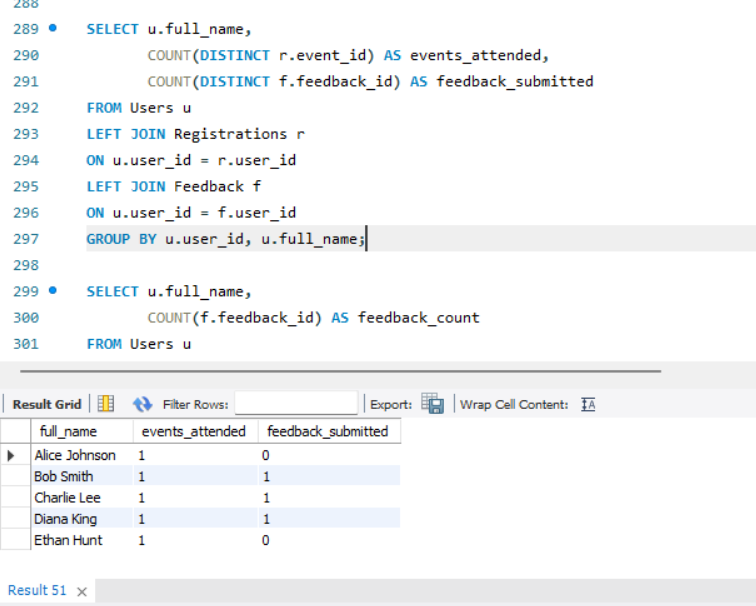 288
289 SELECT u.full_name,
290 COUNT(DISTINCT r.event_id) AS events_attended,
291 COUNT(DISTINCT f.feedback_id) AS feedback_submitted
292 FROM Users u
293 LEFT JOIN Registrations r
294 ON u.user_id = r.user_id
295 LEFT JOIN Feedback f
296 ON u.user_id = f.user_id
297 GROUP BY u.user_id, u.full_name;
298
299 SELECT u.full_name,
300 COUNT(f.feedback_id) AS feedback_count
301 FROM Users u
Result Grid Filter Rows: Export: Wrap Cell Content: IA
full_name events_attended feedback_submitted
Alice Johnson 1 0
Bob Smith 1 1
Charlie Lee 1 1
Diana King 1 1
Ethan Hunt 1 0
Result 51 ×